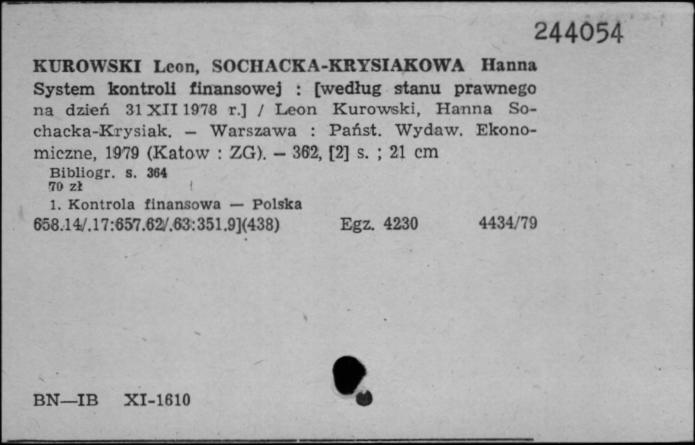 244054
KUROWSKI Leon, SOCHACKA-KRYSIAKOWA Hanna
System kontroli finansowej : [według stanu prawnego
na dzień 31 XII 1978 r.] / Leon Kurowski, Hanna So-
chacka-Krysiak. — Warszawa : Państ. Wydaw. Ekono-
miczne, 1979 (Katow : ZG). — 362, [2] s. ; 21 cm
Bibliogr. s. 364
70 zł
1. Kontrola finansowa — Polska
658.14/.17:657.62/.63:351.9](438) Egz. 4230 4434/79
BN—IB XI-1610